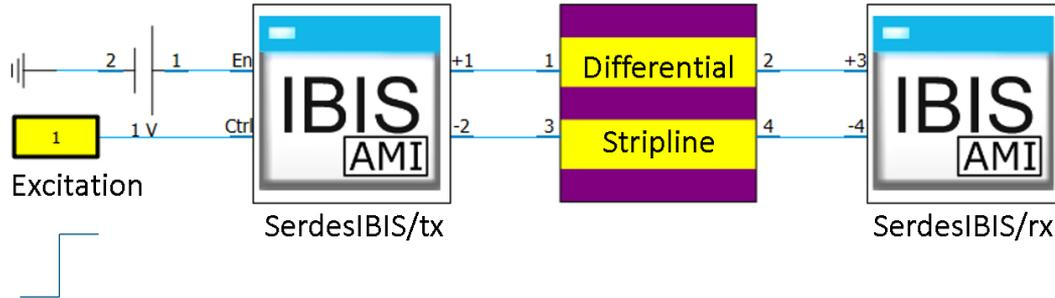 2
1
En
+1
1
Differential
2
+3
1
1 V
Ctrl
IBIS
AMI
-2
3
Stripline
4
-4
IBIS
AMI
Excitation
SerdesIBIS/tx
SerdesIBIS/rx